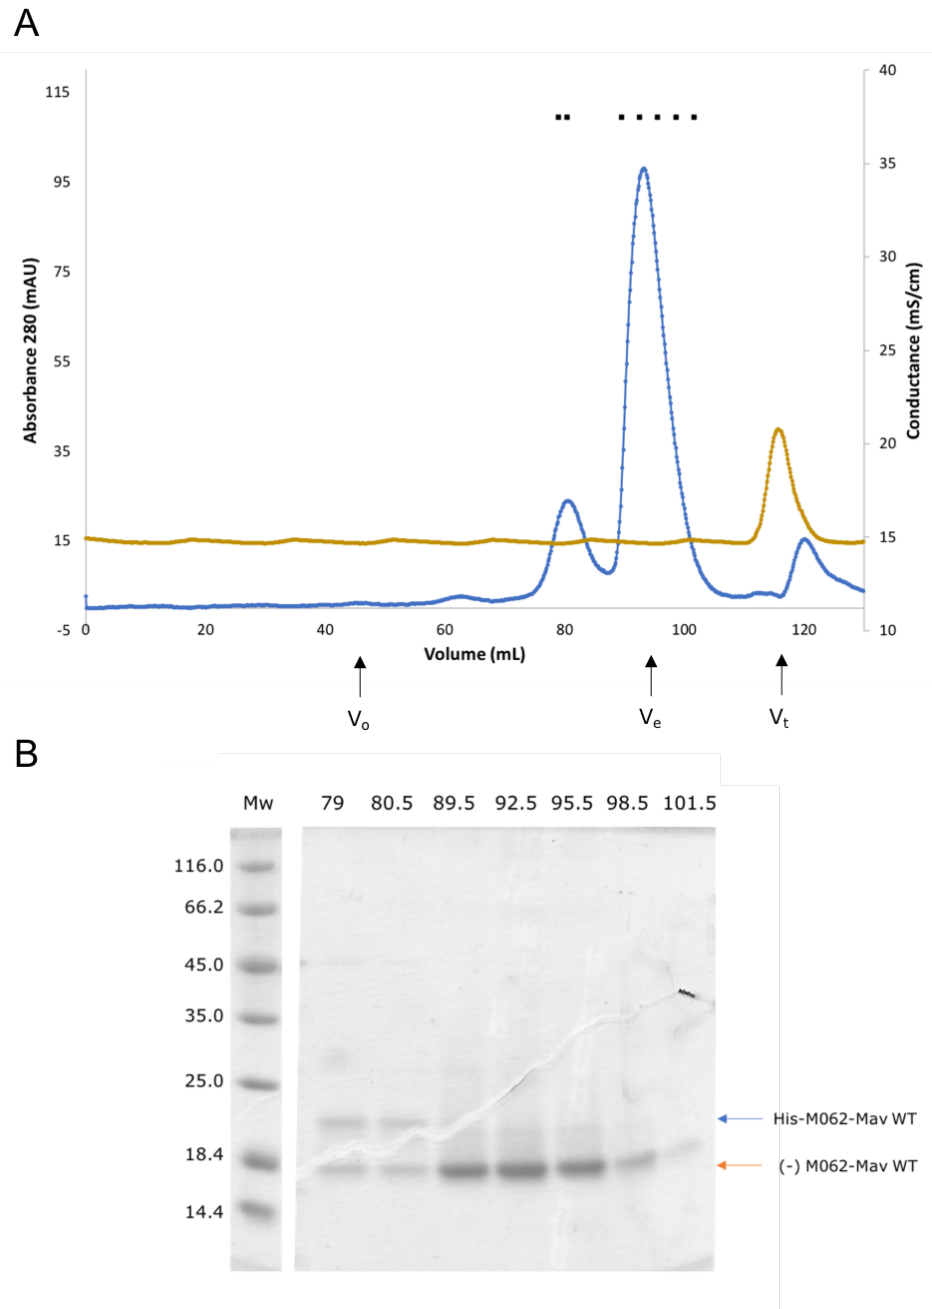 A
115
95
75
55
35
15
-5
Absorbance 280 (mAU)
40
35
30
25
20
15
10
Conductance (mS/cm)
0 20 40 60 80 100 120
Volume (mL)
Vo Ve Vt
B
Mw 79 80.5 89.5 92.5 95.5 98.5 101.5
116.0
66.2
45.0
35.0
25.0
His-M062-Mav WT
18.4
(-) M062-Mav WT
14.4